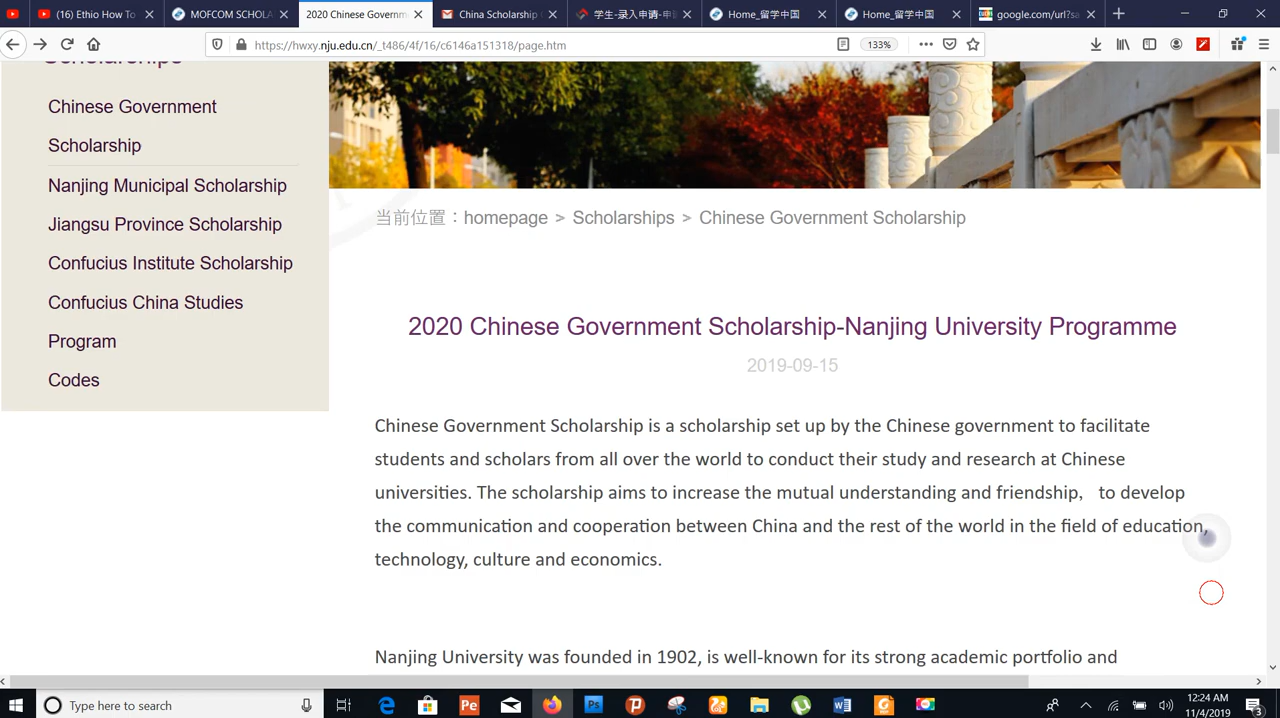 (16) Etiso How To
MOFCOM SCHOLA
2020 Chinese Governm
China Scholarship
学生-录入申请-申
Home_留学中国
Home_留学中国
google.com/url?sa
https://hwxy.nju.edu.cn/_t486/4f/16/c6146a151318/page.htm
133%
Scholarships
Chinese Government
Scholarship
Nanjing Municipal Scholarship
Jiangsu Province Scholarship
Confucius Institute Scholarship
Confucius China Studies
Program
Codes
当前位置：homepage > Scholarships > Chinese Government Scholarship
2020 Chinese Government Scholarship-Nanjing University Programme
2019-09-15
Chinese Government Scholarship is a scholarship set up by the Chinese government to facilitate
students and scholars from all over the world to conduct their study and research at Chinese
universities. The scholarship aims to increase the mutual understanding and friendship, to develop
the communication and cooperation between China and the rest of the world in the field of education,
technology, culture and economics.
Nanjing University was founded in 1902, is well-known for its strong academic portfolio and
Type here to search
12:24 AM
11/4/2019
3